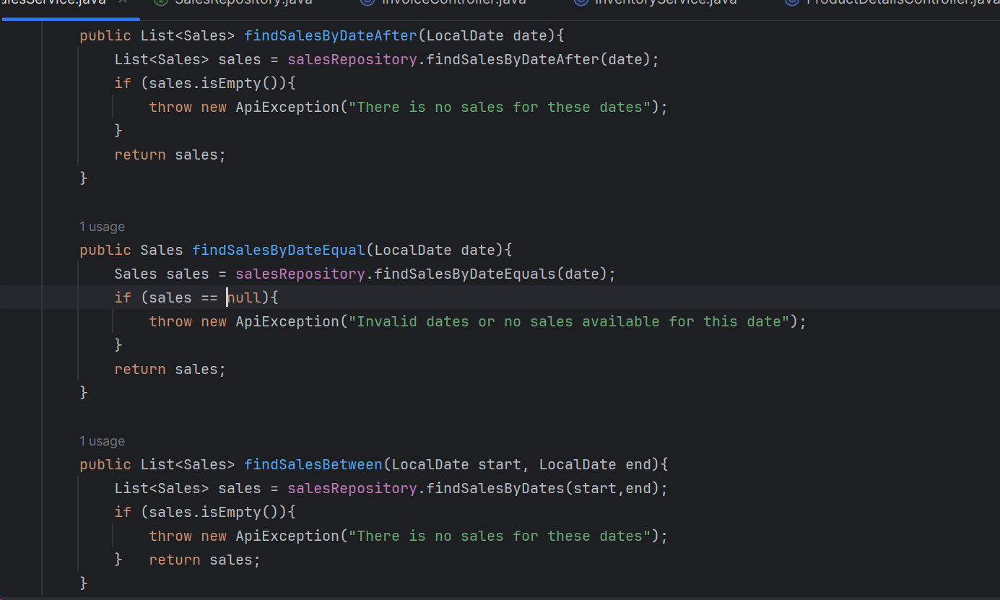 SalesRepository.java InvoiceController.java InventoryService.java ProductDetailsController.java
public List<Sales> findSalesByDateAfter(LocalDate date){
List<Sales> sales = salesRepository.findSalesByDateAfter(date);
if (sales.isEmpty()){
throw new ApiException("There is no sales for these dates");
}
return sales;
}
1 usage
public Sales findSalesByDateEqual(LocalDate date){
Sales sales = salesRepository.findSalesByDateEquals(date);
if (sales == null){
throw new ApiException("Invalid dates or no sales available for this date");
}
return sales;
}
1 usage
public List<Sales> findSalesBetween(LocalDate start, LocalDate end){
List<Sales> sales = salesRepository.findSalesByDates(start,end);
if (sales.isEmpty()){
throw new ApiException("There is no sales for these dates");
}   return sales;
}